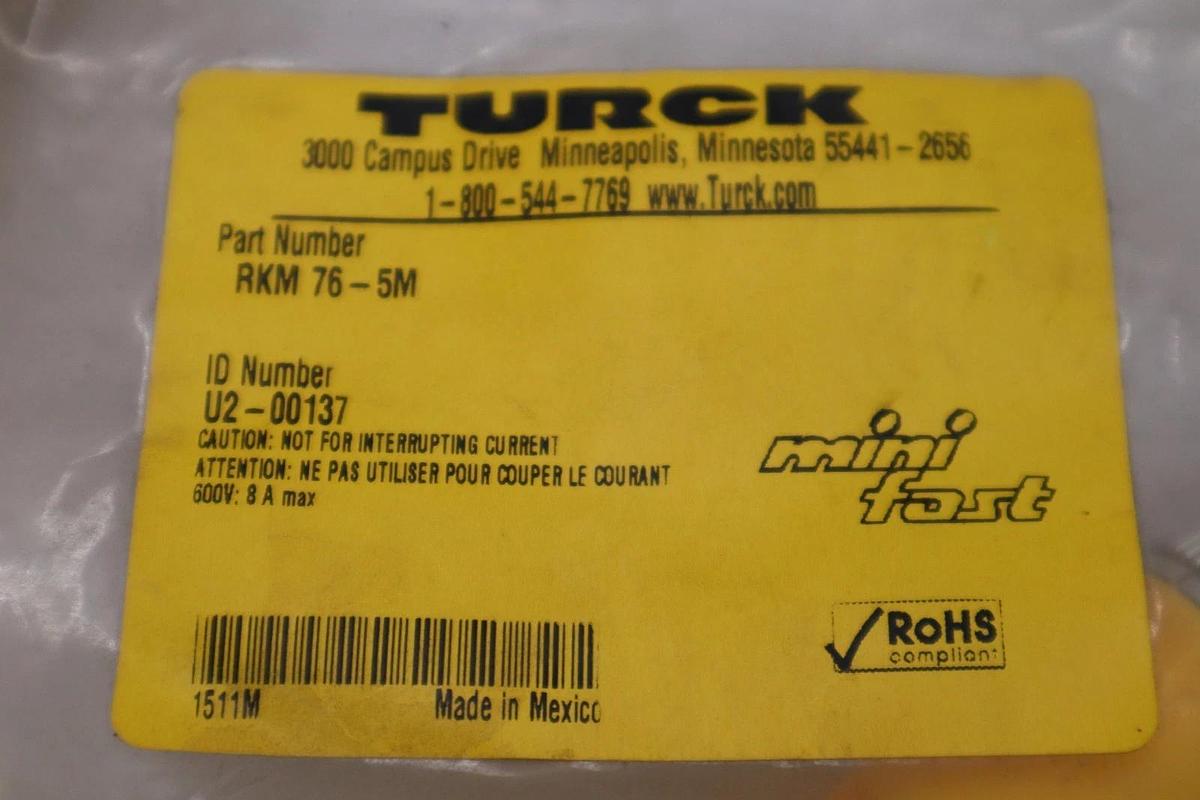 TURCK
3000 Campus Drive Minneapolis, Minnesota 55441-2656
1-800-544-7769 www.Turck.com
Part Number
RKM 76-5M
ID Number
U2-00137
CAUTION: NOT FOR INTERRUPTING CURRENT
ATTENTION: NE PAS UTILISER POUR COUPER LE COURANT
600V: 8 A max
mini
fast
RoHS
compliant
1511M Made in Mexico